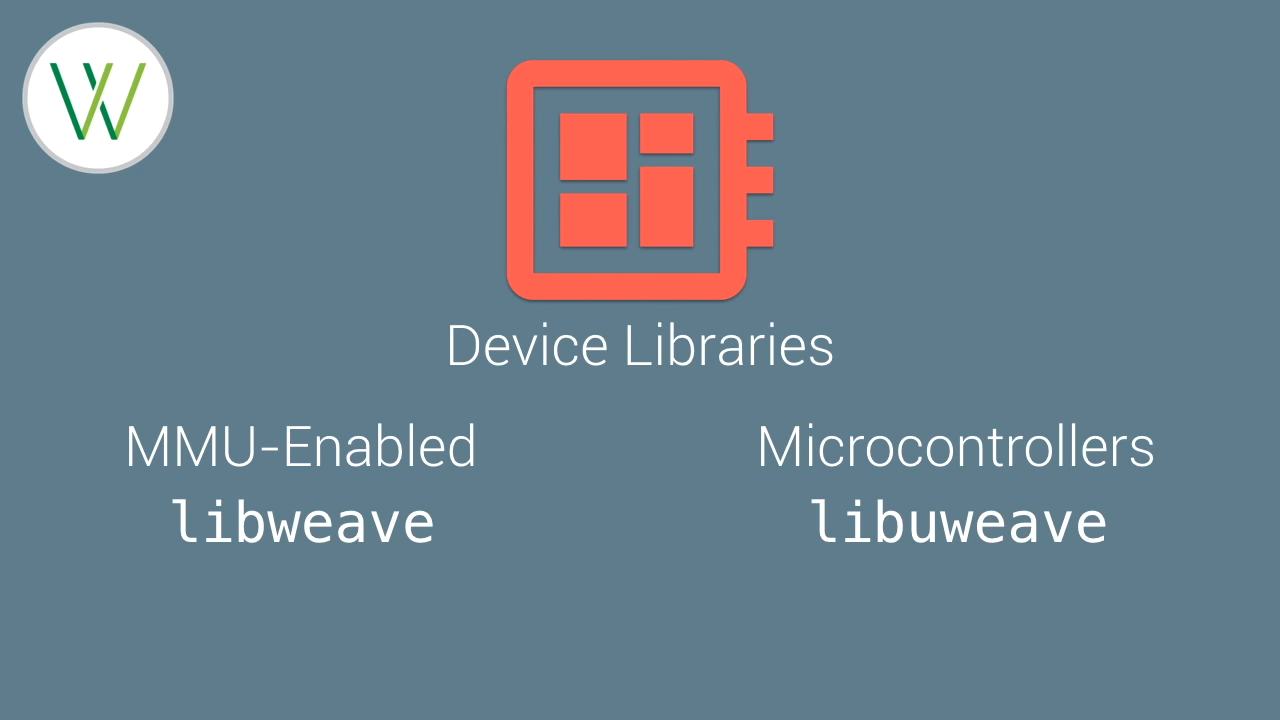 W
Device Libraries
MMU-Enabled
Microcontrollers
libweave
libuweave